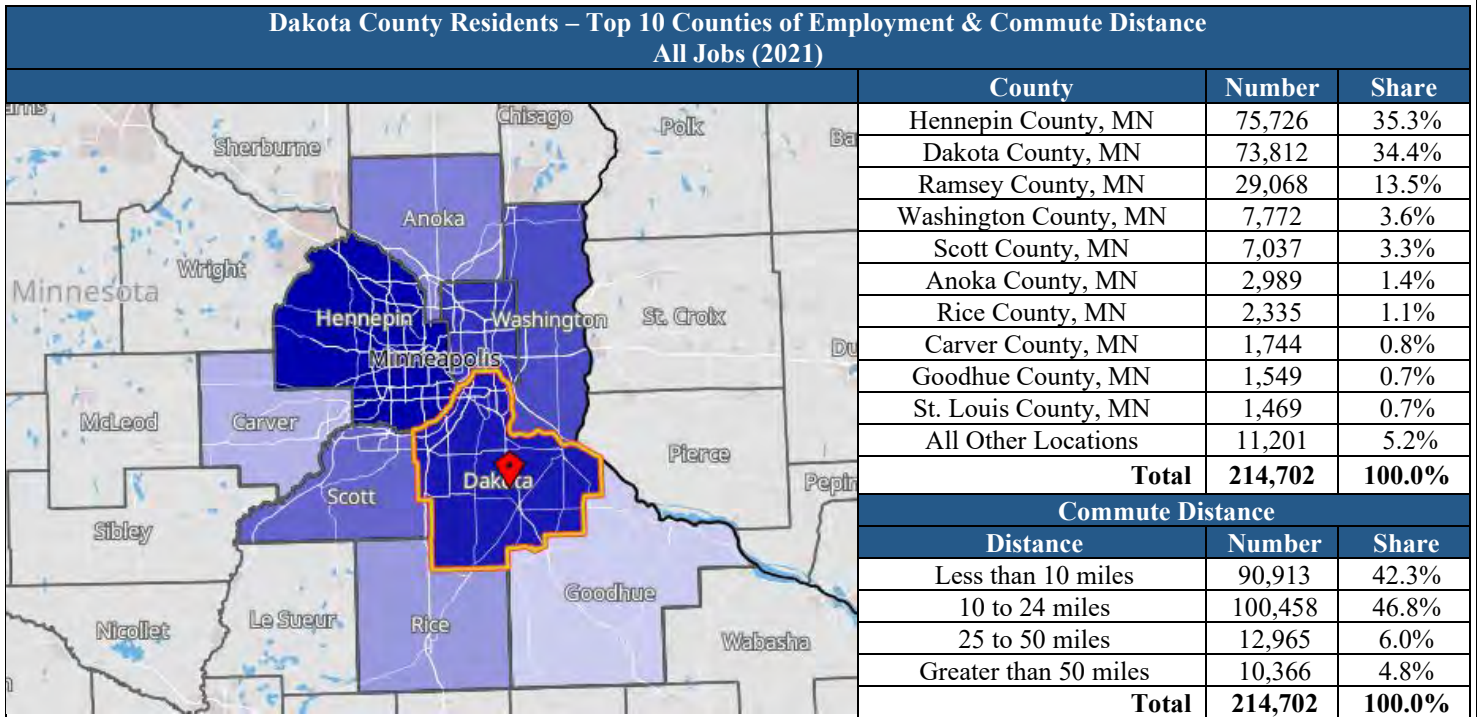 Dakota County Residents – Top 10 Counties of Employment & Commute Distance
All Jobs (2021)
County Number Share
Hennepin County, MN 75,726 35.3%
Dakota County, MN 73,812 34.4%
Ramsey County, MN 29,068 13.5%
Washington County, MN 7,772 3.6%
Scott County, MN 7,037 3.3%
Anoka County, MN 2,989 1.4%
Rice County, MN 2,335 1.1%
Carver County, MN 1,744 0.8%
Goodhue County, MN 1,549 0.7%
St. Louis County, MN 1,469 0.7%
All Other Locations 11,201 5.2%
Total 214,702 100.0%
Commute Distance
Distance Number Share
Less than 10 miles 90,913 42.3%
10 to 24 miles 100,458 46.8%
25 to 50 miles 12,965 6.0%
Greater than 50 miles 10,366 4.8%
Total 214,702 100.0%
Chisago
Polk
Sherburne
Anoka
Wright
Minnesota
Hennepin
Washington
St. Croix
Minneapolis
McLeod
Carver
Pierce
Dakota
Scott
Pepin
Sibley
Goodhue
Le Sueur
Rice
Nicollet
Wabasha